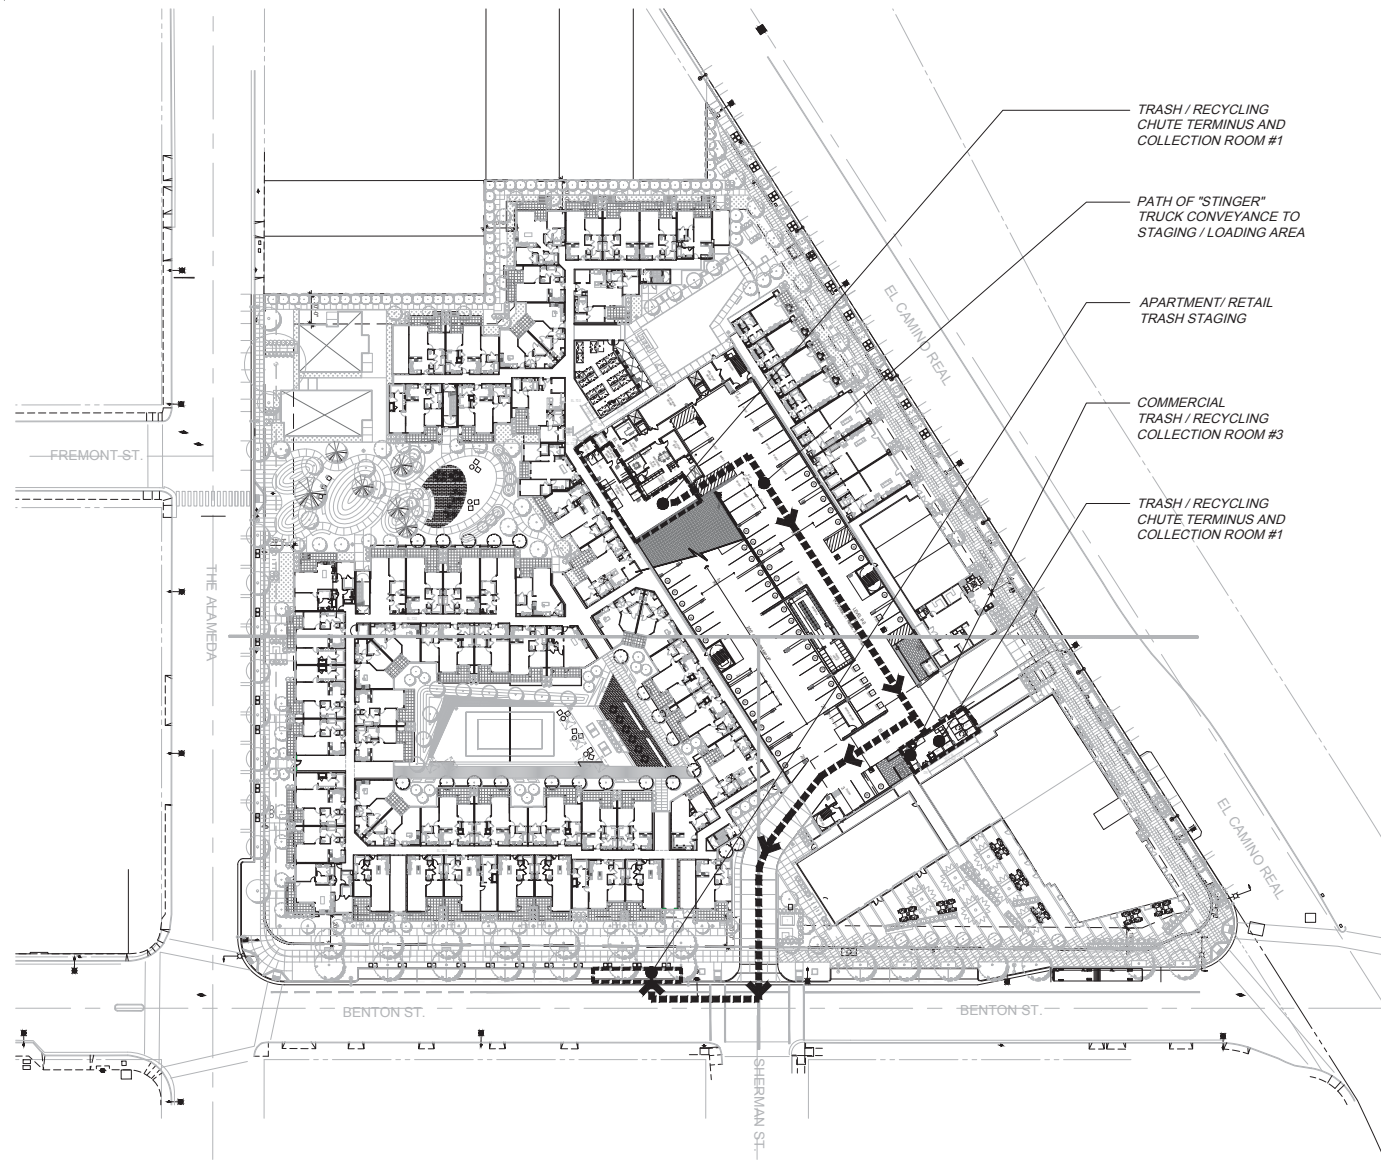 TRASH / RECYCLING
CHUTE TERMINUS AND
COLLECTION ROOM #1
PATH OF "STINGER"
TRUCK CONVEYANCE TO
STAGING / LOADING AREA
APARTMENT/ RETAIL
TRASH STAGING
COMMERCIAL
TRASH / RECYCLING
COLLECTION ROOM #3
TRASH / RECYCLING
CHUTE TERMINUS AND
COLLECTION ROOM #1
EL CAMINO REAL
FREMONT ST.
THE ALAMEDA
EL CAMINO REAL
BENTON ST.
BENTON ST.
SHERMAN ST.